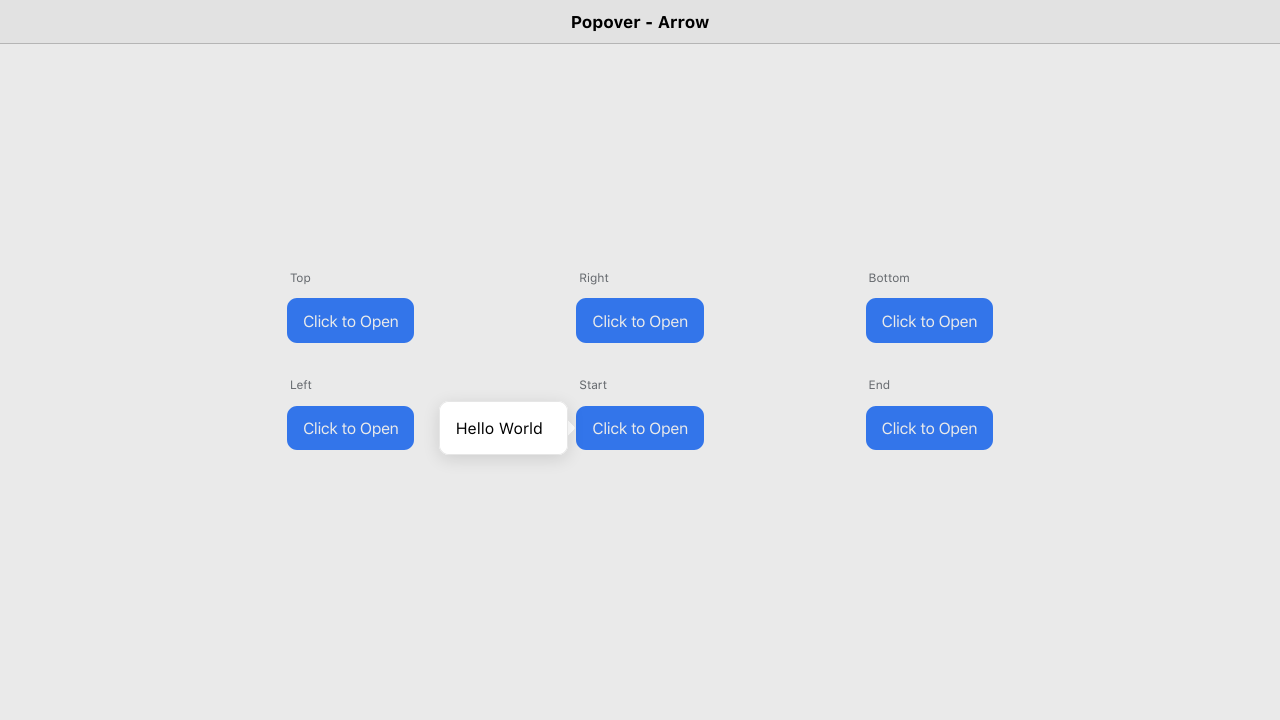 Popover - Arrow
Top
Right
Bottom
Click to Open
Click to Open
Click to Open
Left
Start
End
Click to Open
Hello World
Click to Open
Click to Open